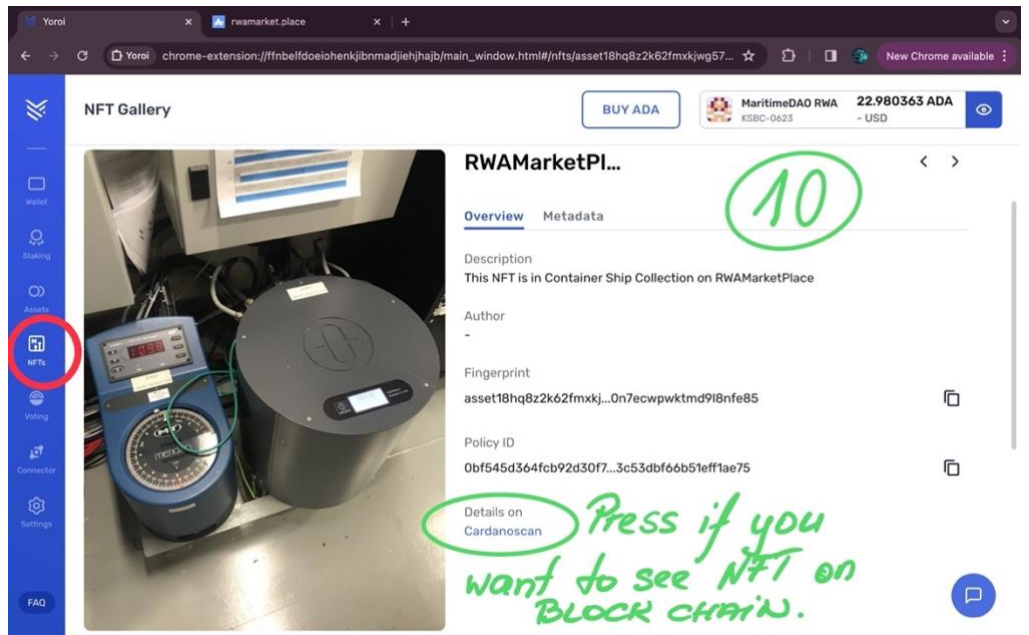 Yoroi
rwamarket.place
Yoroi chrome-extension://ffnbelfdoeiohenkjibnmadjiehjhajb/main_window.html#/nfts/asset18hq8z2k62fmxkjwg57... New Chrome available
NFT Gallery
BUY ADA
MaritimeDAO RWA
KSBC-0623
22.980363 ADA
- USD
Wallet
Staking
Assets
NFTs
Voting
Connector
Settings
FAQ
RWAMarketPl...
10
Overview Metadata
Description
This NFT is in Container Ship Collection on RWAMarketPlace
Author
-
Fingerprint
asset18hq8z2k62fmxkj...0n7ecwpwktmd9l8nfe85
Policy ID
0bf545d364fcb92d30f7...3c53dbf66b51eff1ae75
Details on
Cardanoscan
Press if you
want to see NFT on
BLOCK CHAIN.